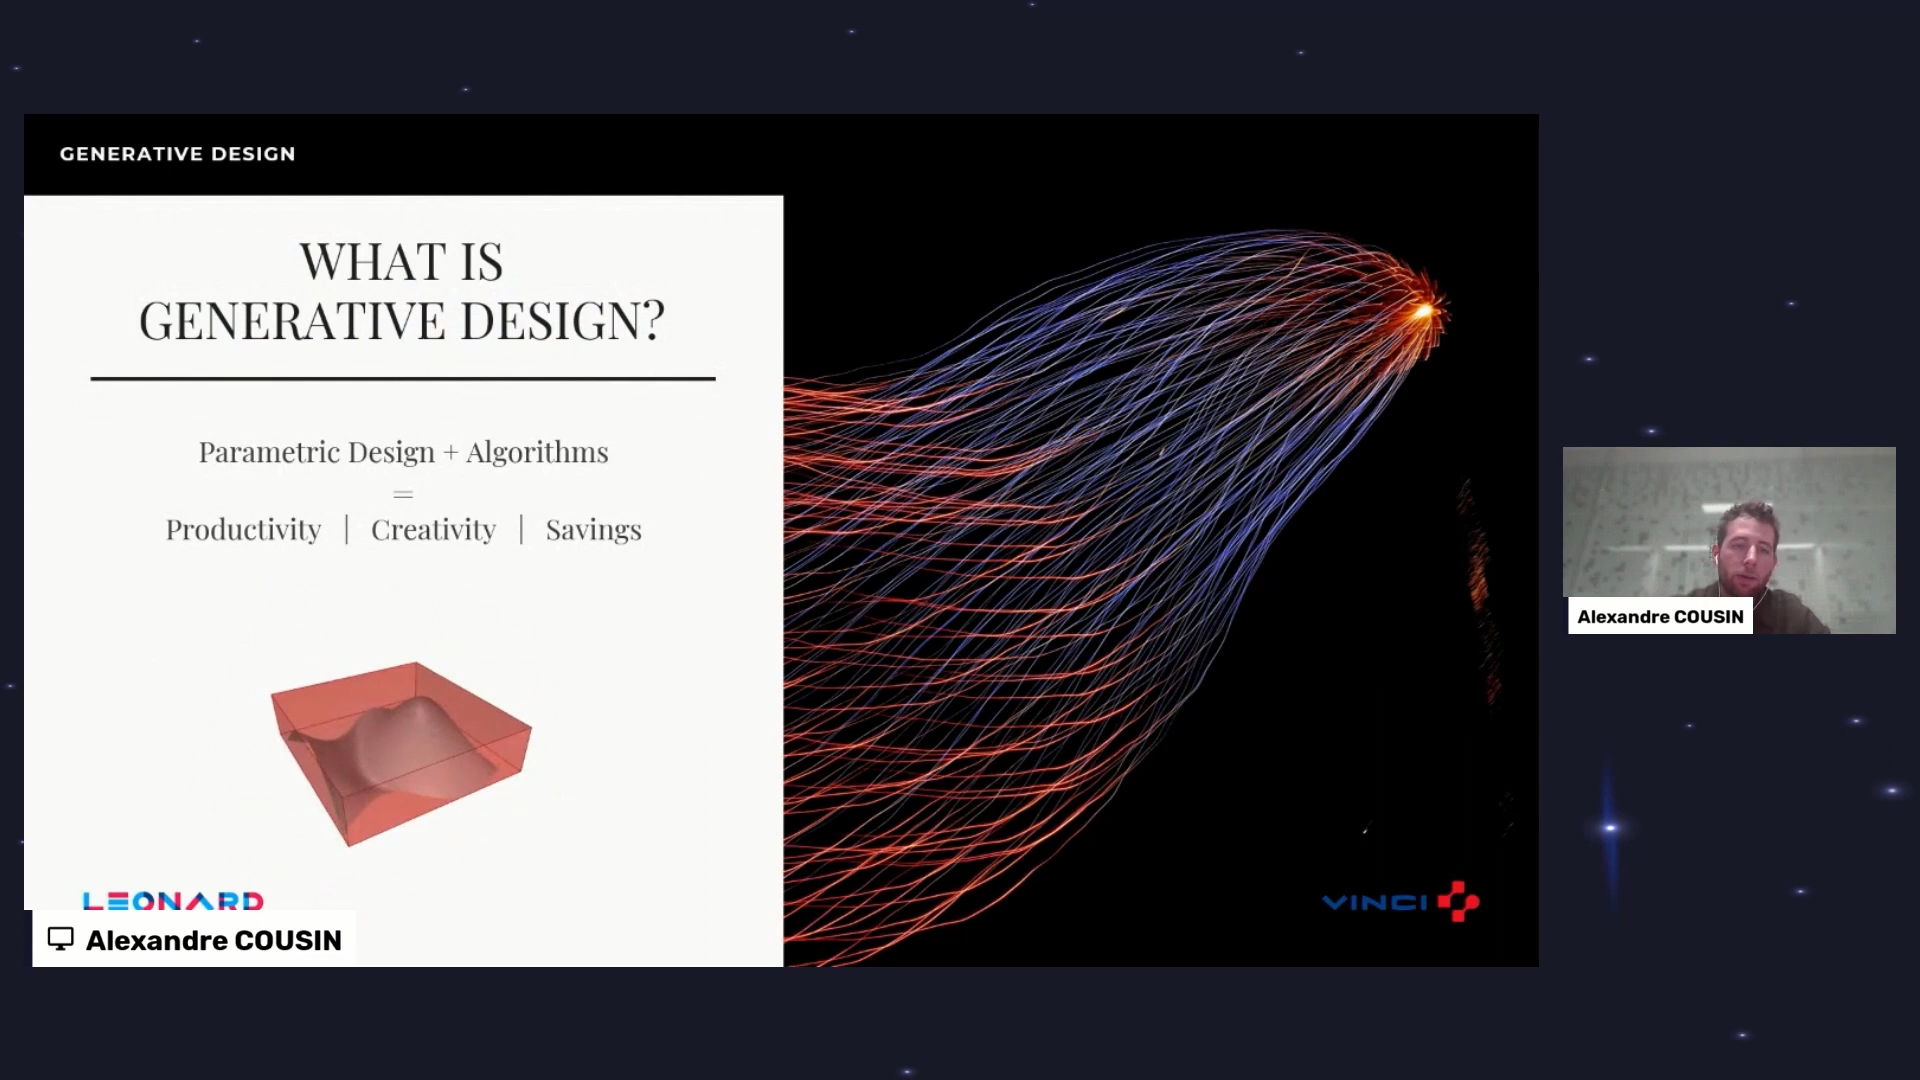 GENERATIVE DESIGN
WHAT IS
GENERATIVE DESIGN?
Parametric Design + Algorithms
=
Productivity | Creativity | Savings
LEONARD
VINCI
Alexandre COUSIN
Alexandre COUSIN